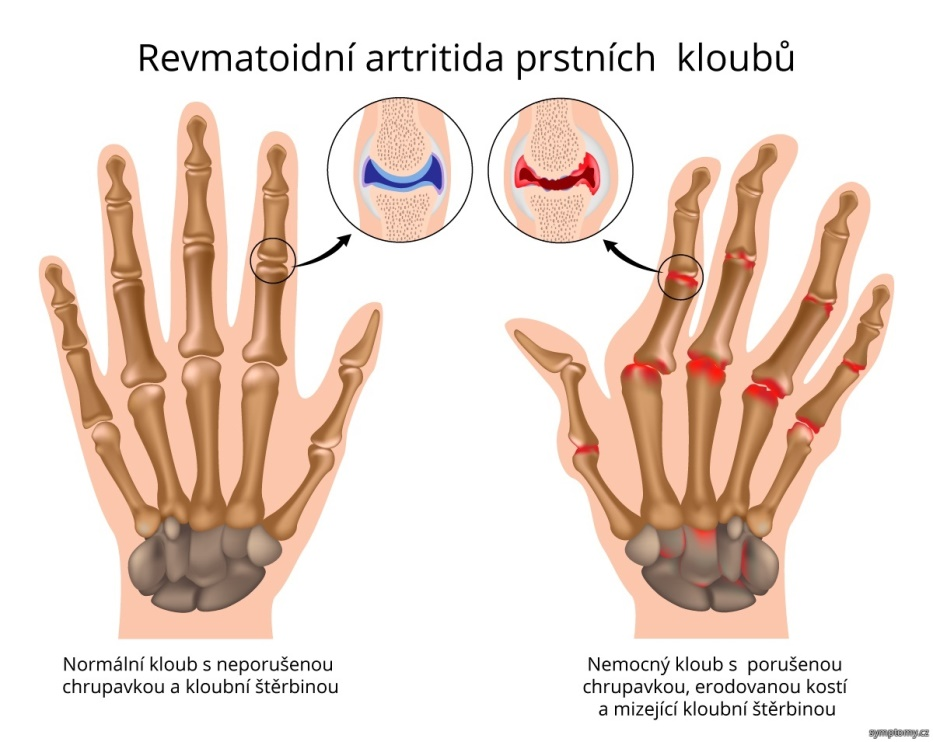 Revmatoidní artritida prstních kloubů
Normální kloub s neporušenou
chrupavkou a kloubní štěrbinou
Nemocný kloub s porušenou
chrupavkou, erodovanou kostí
a mizející kloubní štěrbinou
symptomy.cz